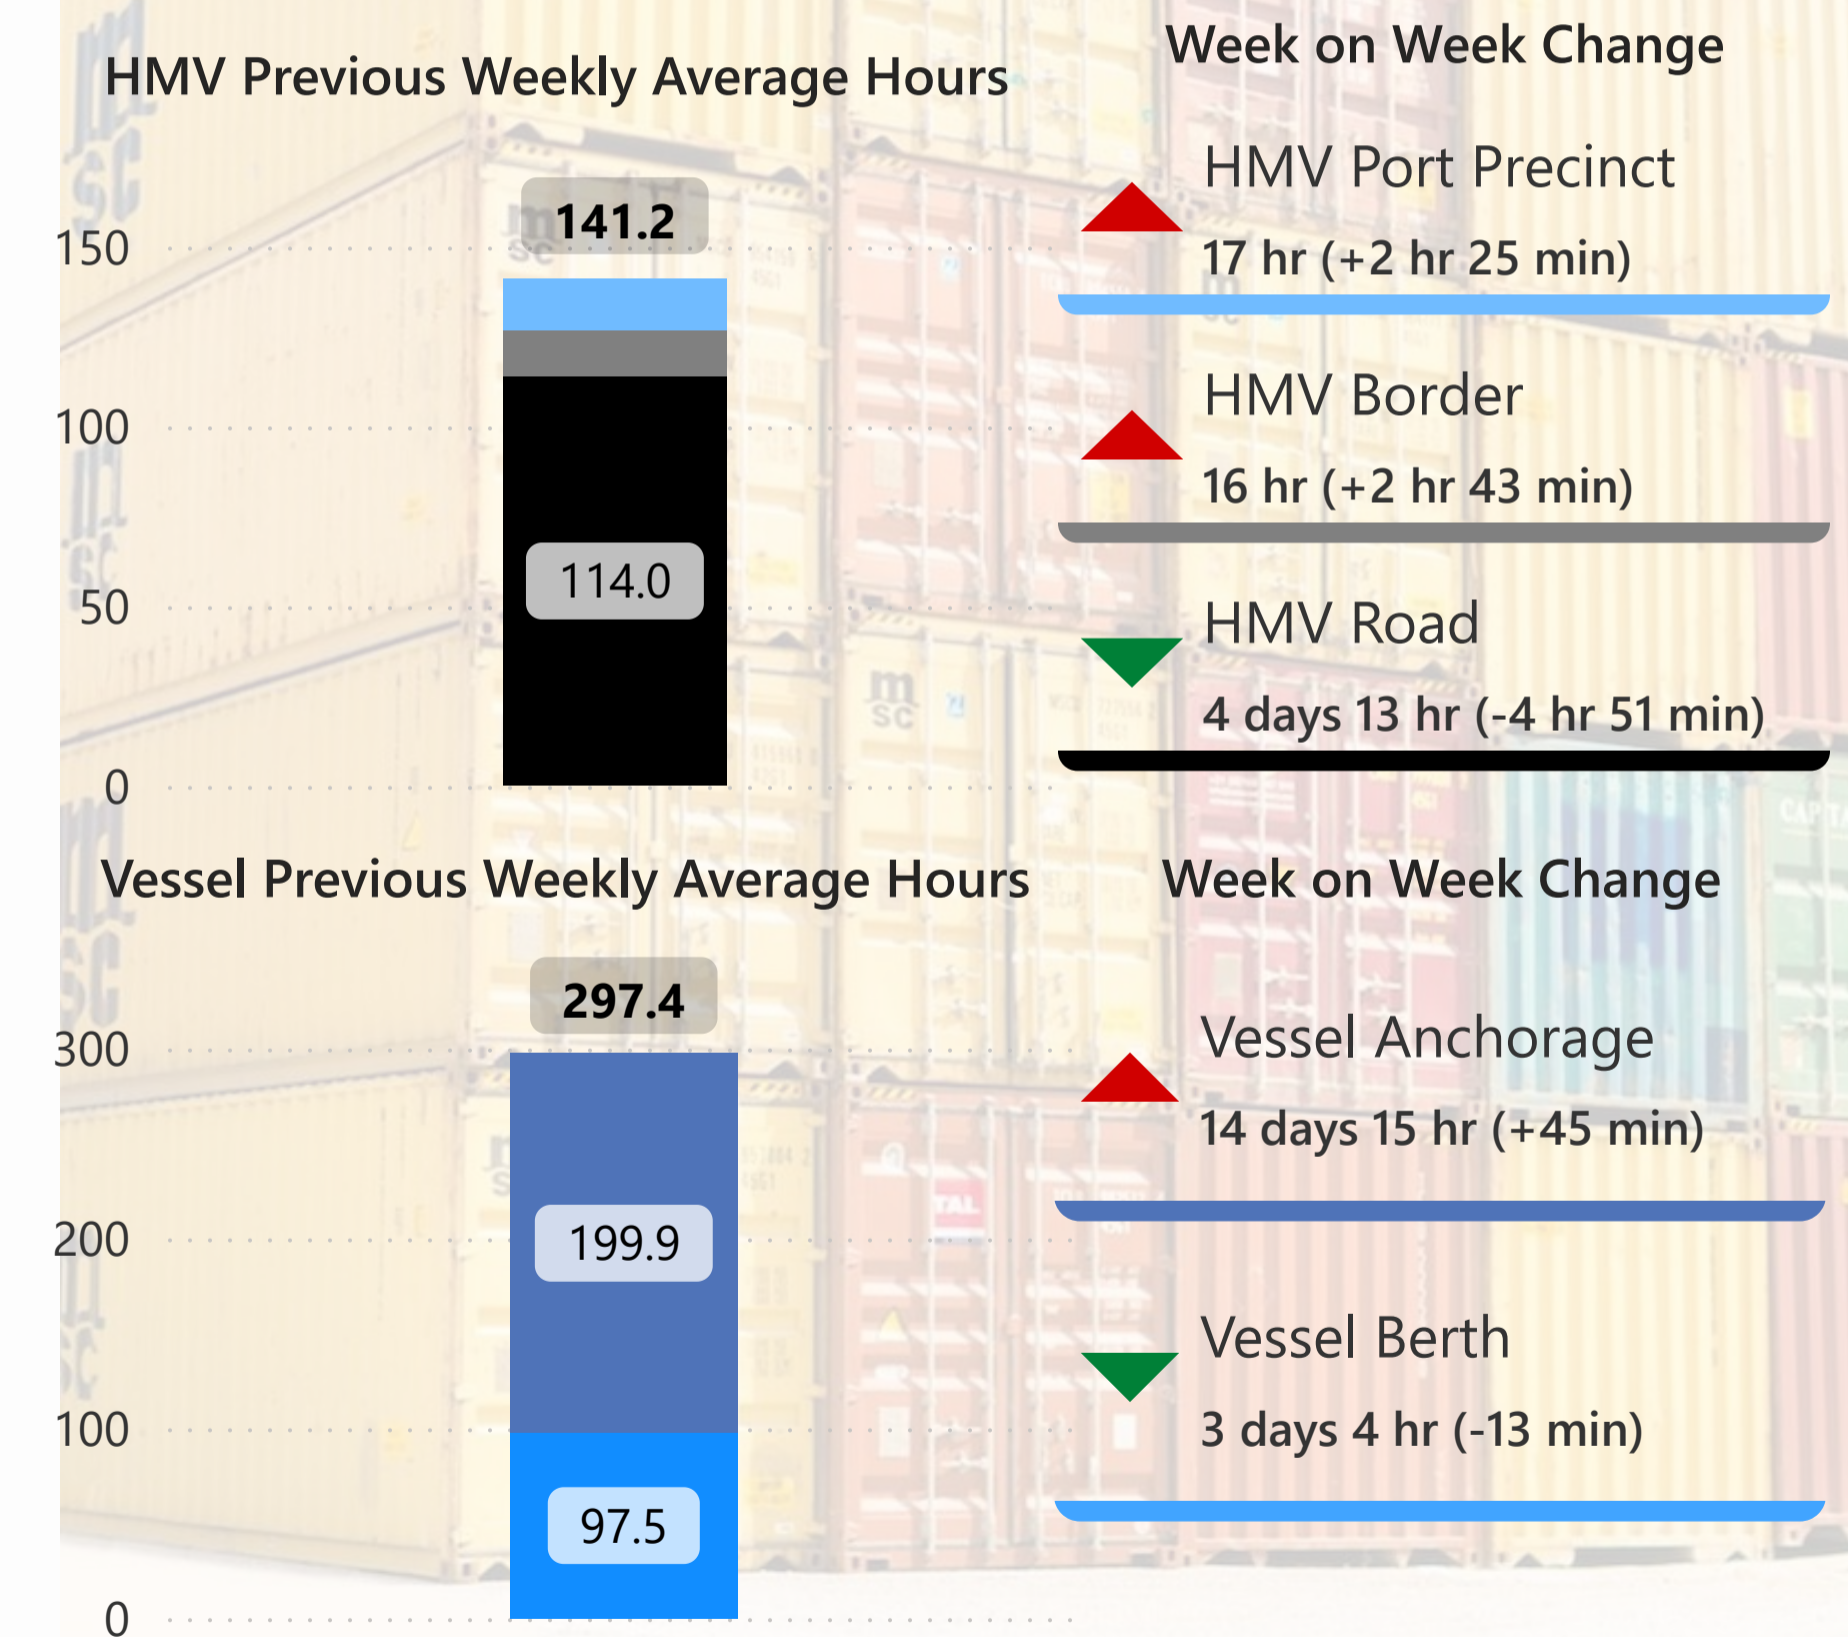 HMV Previous Weekly Average Hours
141.2
150
100
114.0
50
0
Week on Week Change
HMV Port Precinct
17 hr (+2 hr 25 min)
HMV Border
16 hr (+2 hr 43 min)
HMV Road
4 days 13 hr (-4 hr 51 min)
Vessel Previous Weekly Average Hours
297.4
300
199.9
200
100
97.5
0
Week on Week Change
Vessel Anchorage
14 days 15 hr (+45 min)
Vessel Berth
3 days 4 hr (-13 min)